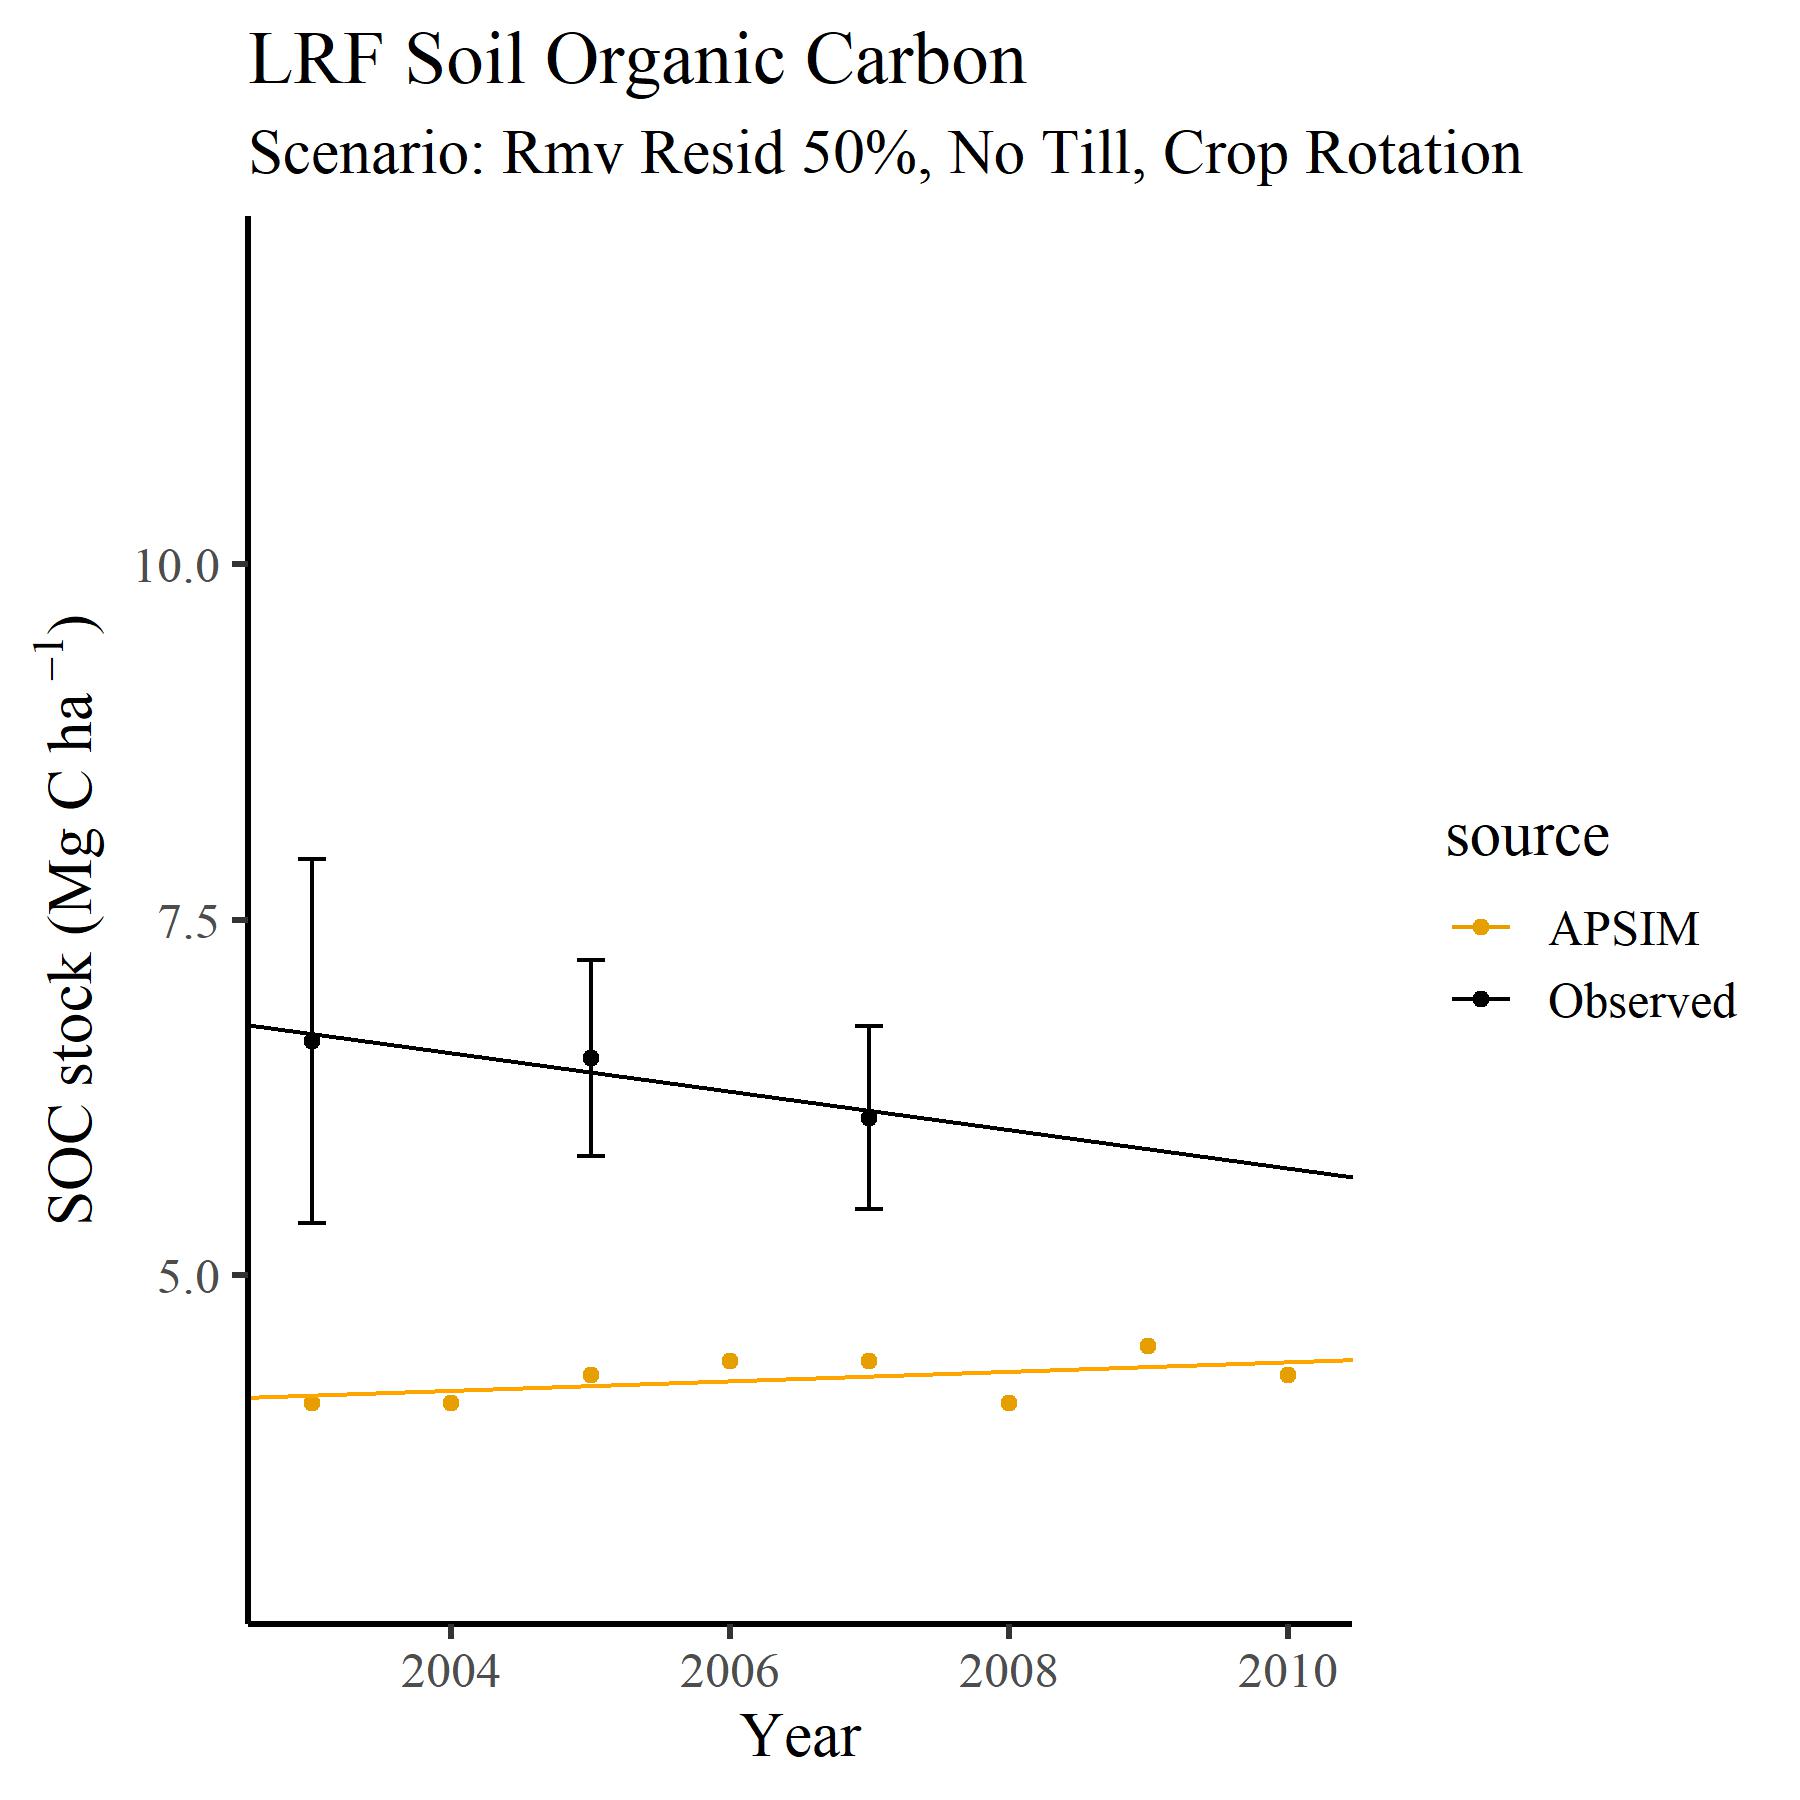 LRF Soil Organic Carbon
Scenario: Rmv Resid 50%, No Till, Crop Rotation
SOC stock (Mg C ha −1)
10.0
7.5
5.0
2004 2006 2008 2010
Year
source
APSIM
Observed